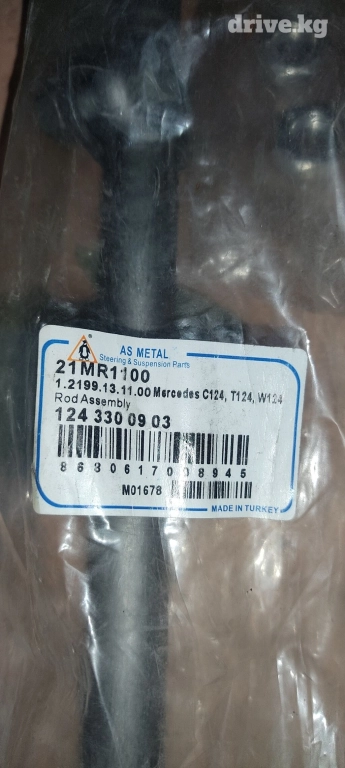 drive.kg
AS METAL
Steering & Suspension Parts
21MR1100
1.2199.13.11.00 Mercedes C124, T124, W124
Rod Assembly
124 330 09 03
8680617008945
M01678
MADE IN TURKEY